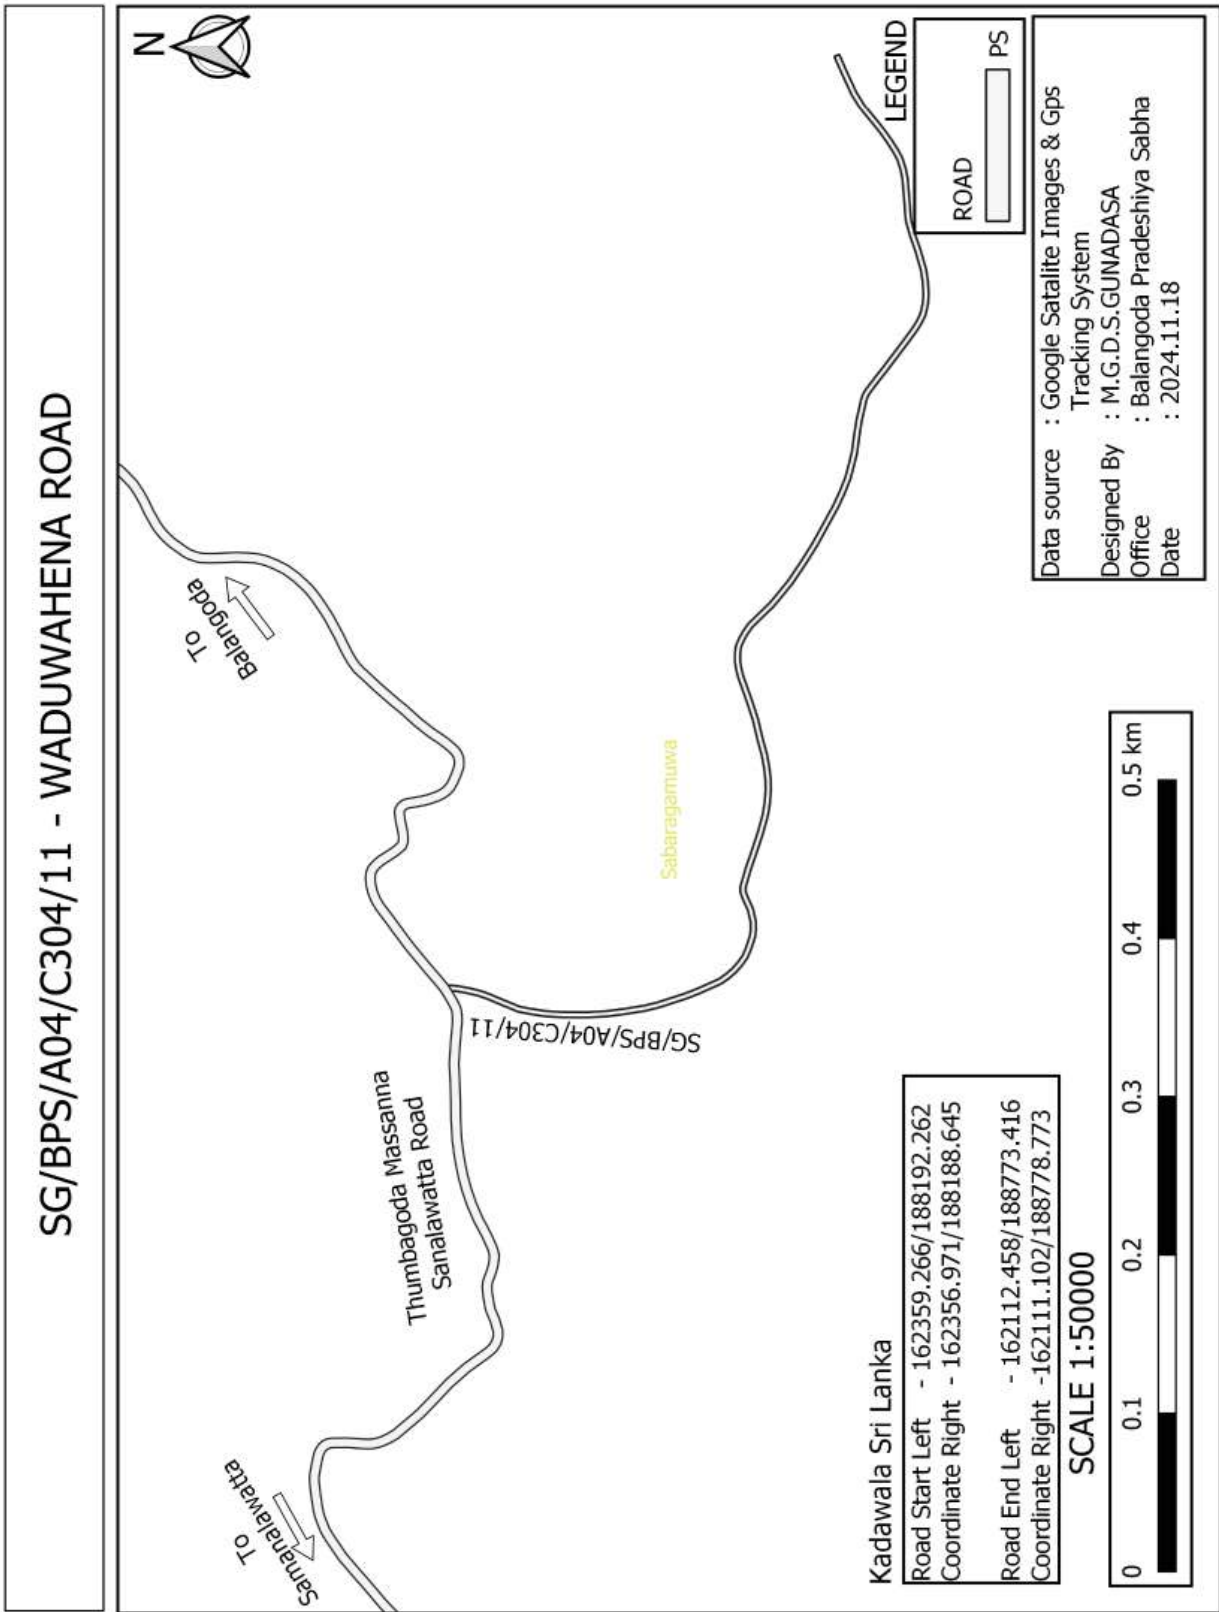 SG/BPS/A04/C304/11 - WADUWAHENA ROAD
N
To
Balangoda
To
Samanalawatta
Thumbagoda Massanna
Sanalawatta Road
SG/BPS/A04/C304/11
Sabaragamuwa
LEGEND
ROAD
PS
Kadawala Sri Lanka
Road Start Left - 162359.266/188192.262
Coordinate Right - 162356.971/188188.645
Road End Left - 162112.458/188773.416
Coordinate Right -162111.102/188778.773
SCALE 1:50000
0 0.1 0.2 0.3 0.4 0.5 km
Data source : Google Satalite Images & Gps
Tracking System
Designed By : M.G.D.S.GUNADASA
Office : Balangoda Pradeshiya Sabha
Date : 2024.11.18